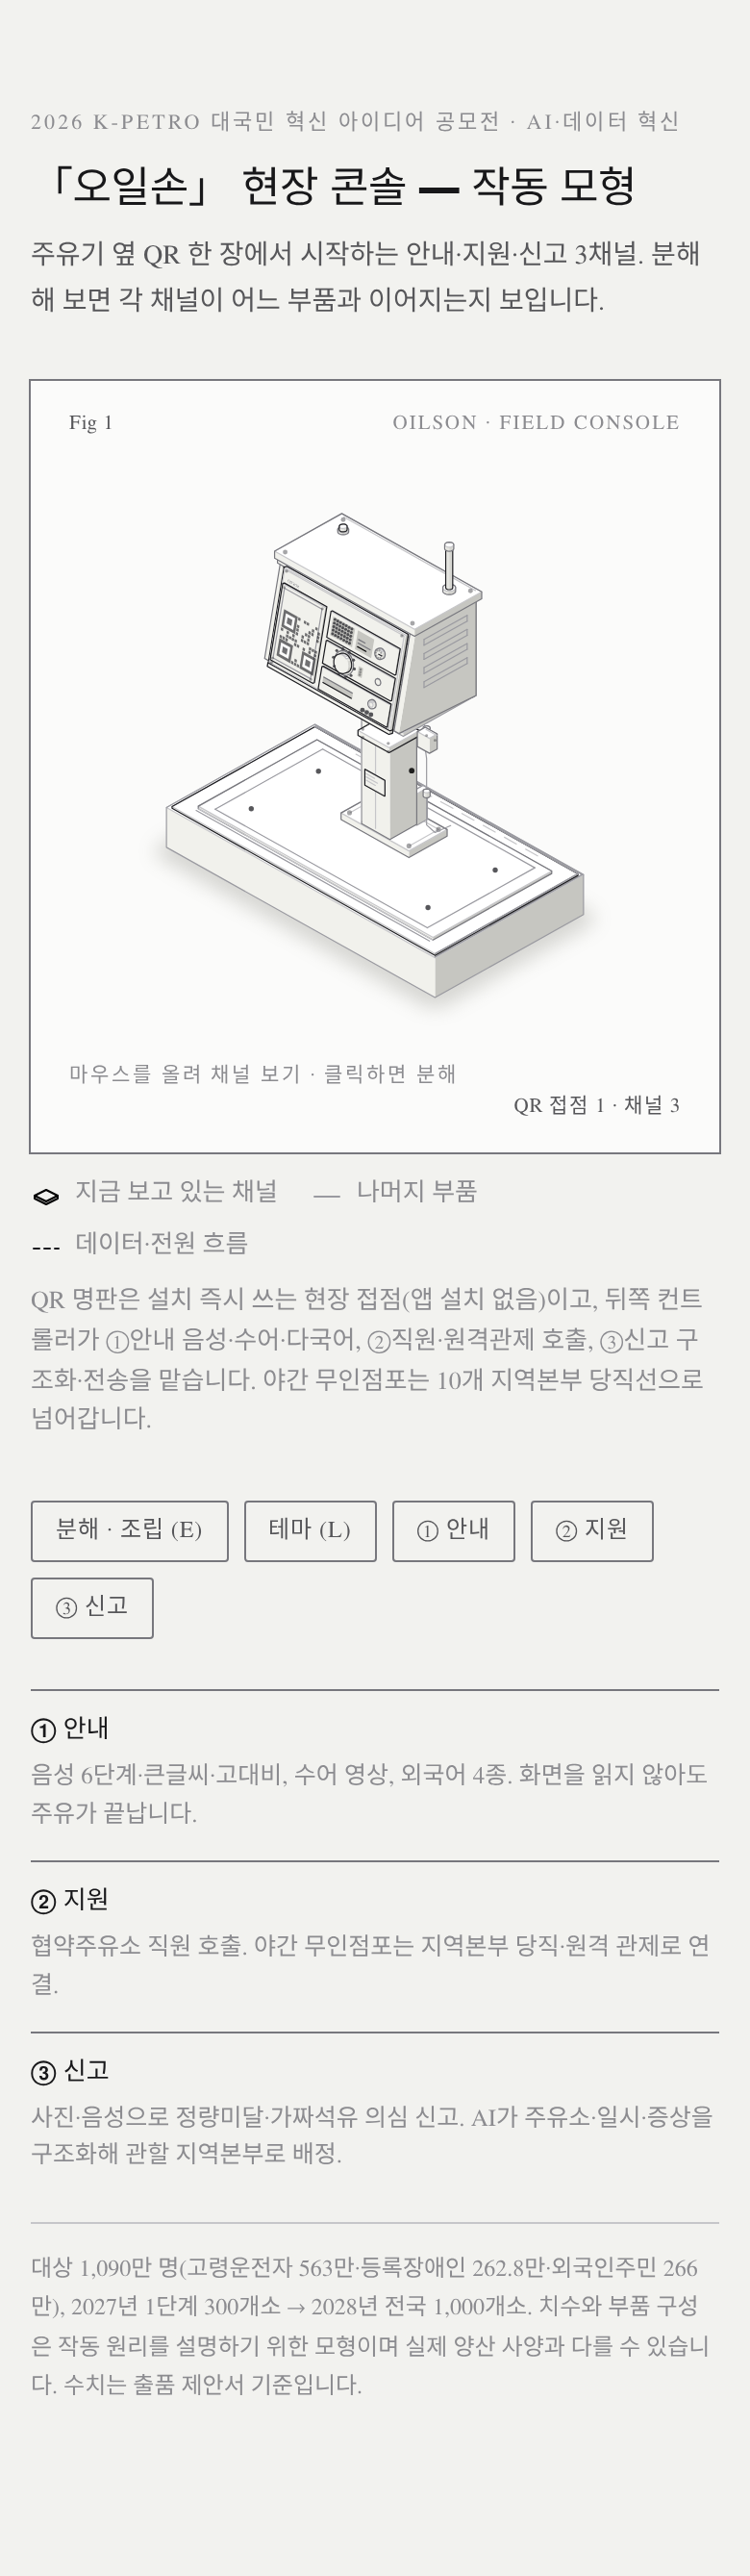 2026 K-PETRO 대국민 혁신 아이디어 공모전 · AI·데이터 혁신
「오일손」 현장 콘솔 — 작동 모형
주유기 옆 QR 한 장에서 시작하는 안내·지원·신고 3채널. 분해
해 보면 각 채널이 어느 부품과 이어지는지 보입니다.
Fig 1
OILSON · FIELD CONSOLE
마우스를 올려 채널 보기 · 클릭하면 분해
QR 접점 1 · 채널 3
지금 보고 있는 채널
나머지 부품
데이터·전원 흐름
QR 명판은 설치 즉시 쓰는 현장 접점(앱 설치 없음)이고, 뒤쪽 컨트
롤러가 ①안내 음성·수어·다국어, ②직원·원격관제 호출, ③신고 구
조화·전송을 맡습니다. 야간 무인점포는 10개 지역본부 당직선으로
넘어갑니다.
분해 · 조립 (E)
테마 (L)
① 안내
② 지원
③ 신고
① 안내
음성 6단계·큰글씨·고대비, 수어 영상, 외국어 4종. 화면을 읽지 않아도
주유가 끝납니다.
② 지원
협약주유소 직원 호출. 야간 무인점포는 지역본부 당직·원격 관제로 연
결.
③ 신고
사진·음성으로 정량미달·가짜석유 의심 신고. AI가 주유소·일시·증상을
구조화해 관할 지역본부로 배정.
대상 1,090만 명(고령운전자 563만·등록장애인 262.8만·외국인주민 266
만), 2027년 1단계 300개소 → 2028년 전국 1,000개소. 치수와 부품 구성
은 작동 원리를 설명하기 위한 모형이며 실제 양산 사양과 다를 수 있습니
다. 수치는 출품 제안서 기준입니다.